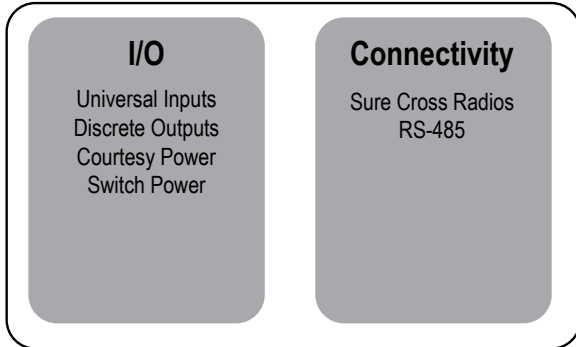 I/O
Universal Inputs
Discrete Outputs
Courtesy Power
Switch Power
Connectivity
Sure Cross Radios
RS-485